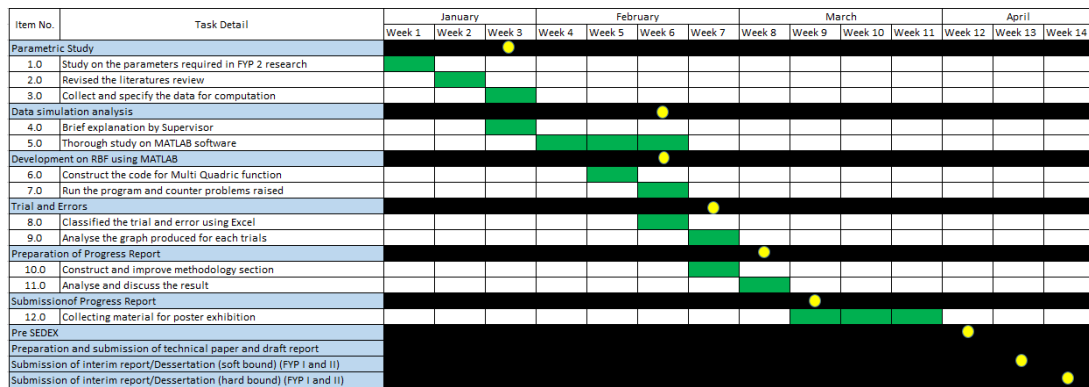 Item No. Task Detail January February March April
Week 1 Week 2 Week 3 Week 4 Week 5 Week 6 Week 7 Week 8 Week 9 Week 10 Week 11 Week 12 Week 13 Week 14
Parametric Study
1.0 Study on the parameters required in FYP 2 research
2.0 Revised the literatures review
3.0 Collect and specify the data for computation
Data simulation analysis
4.0 Brief explanation by Supervisor
5.0 Thorough study on MATLAB software
Development on RBF using MATLAB
6.0 Construct the code for Multi Quadric function
7.0 Run the program and counter problems raised
Trial and Errors
8.0 Classified the trial and error using Excel
9.0 Analyse the graph produced for each trials
Preparation of Progress Report
10.0 Construct and improve methodology section
11.0 Analyse and discuss the result
Submissionof Progress Report
12.0 Collecting material for poster exhibition
Pre SEDEX
Preparation and submission of technical paper and draft report
Submission of interim report/Dessertation (soft bound) (FYP I and II)
Submission of interim report/Dessertation (hard bound) (FYP I and II)